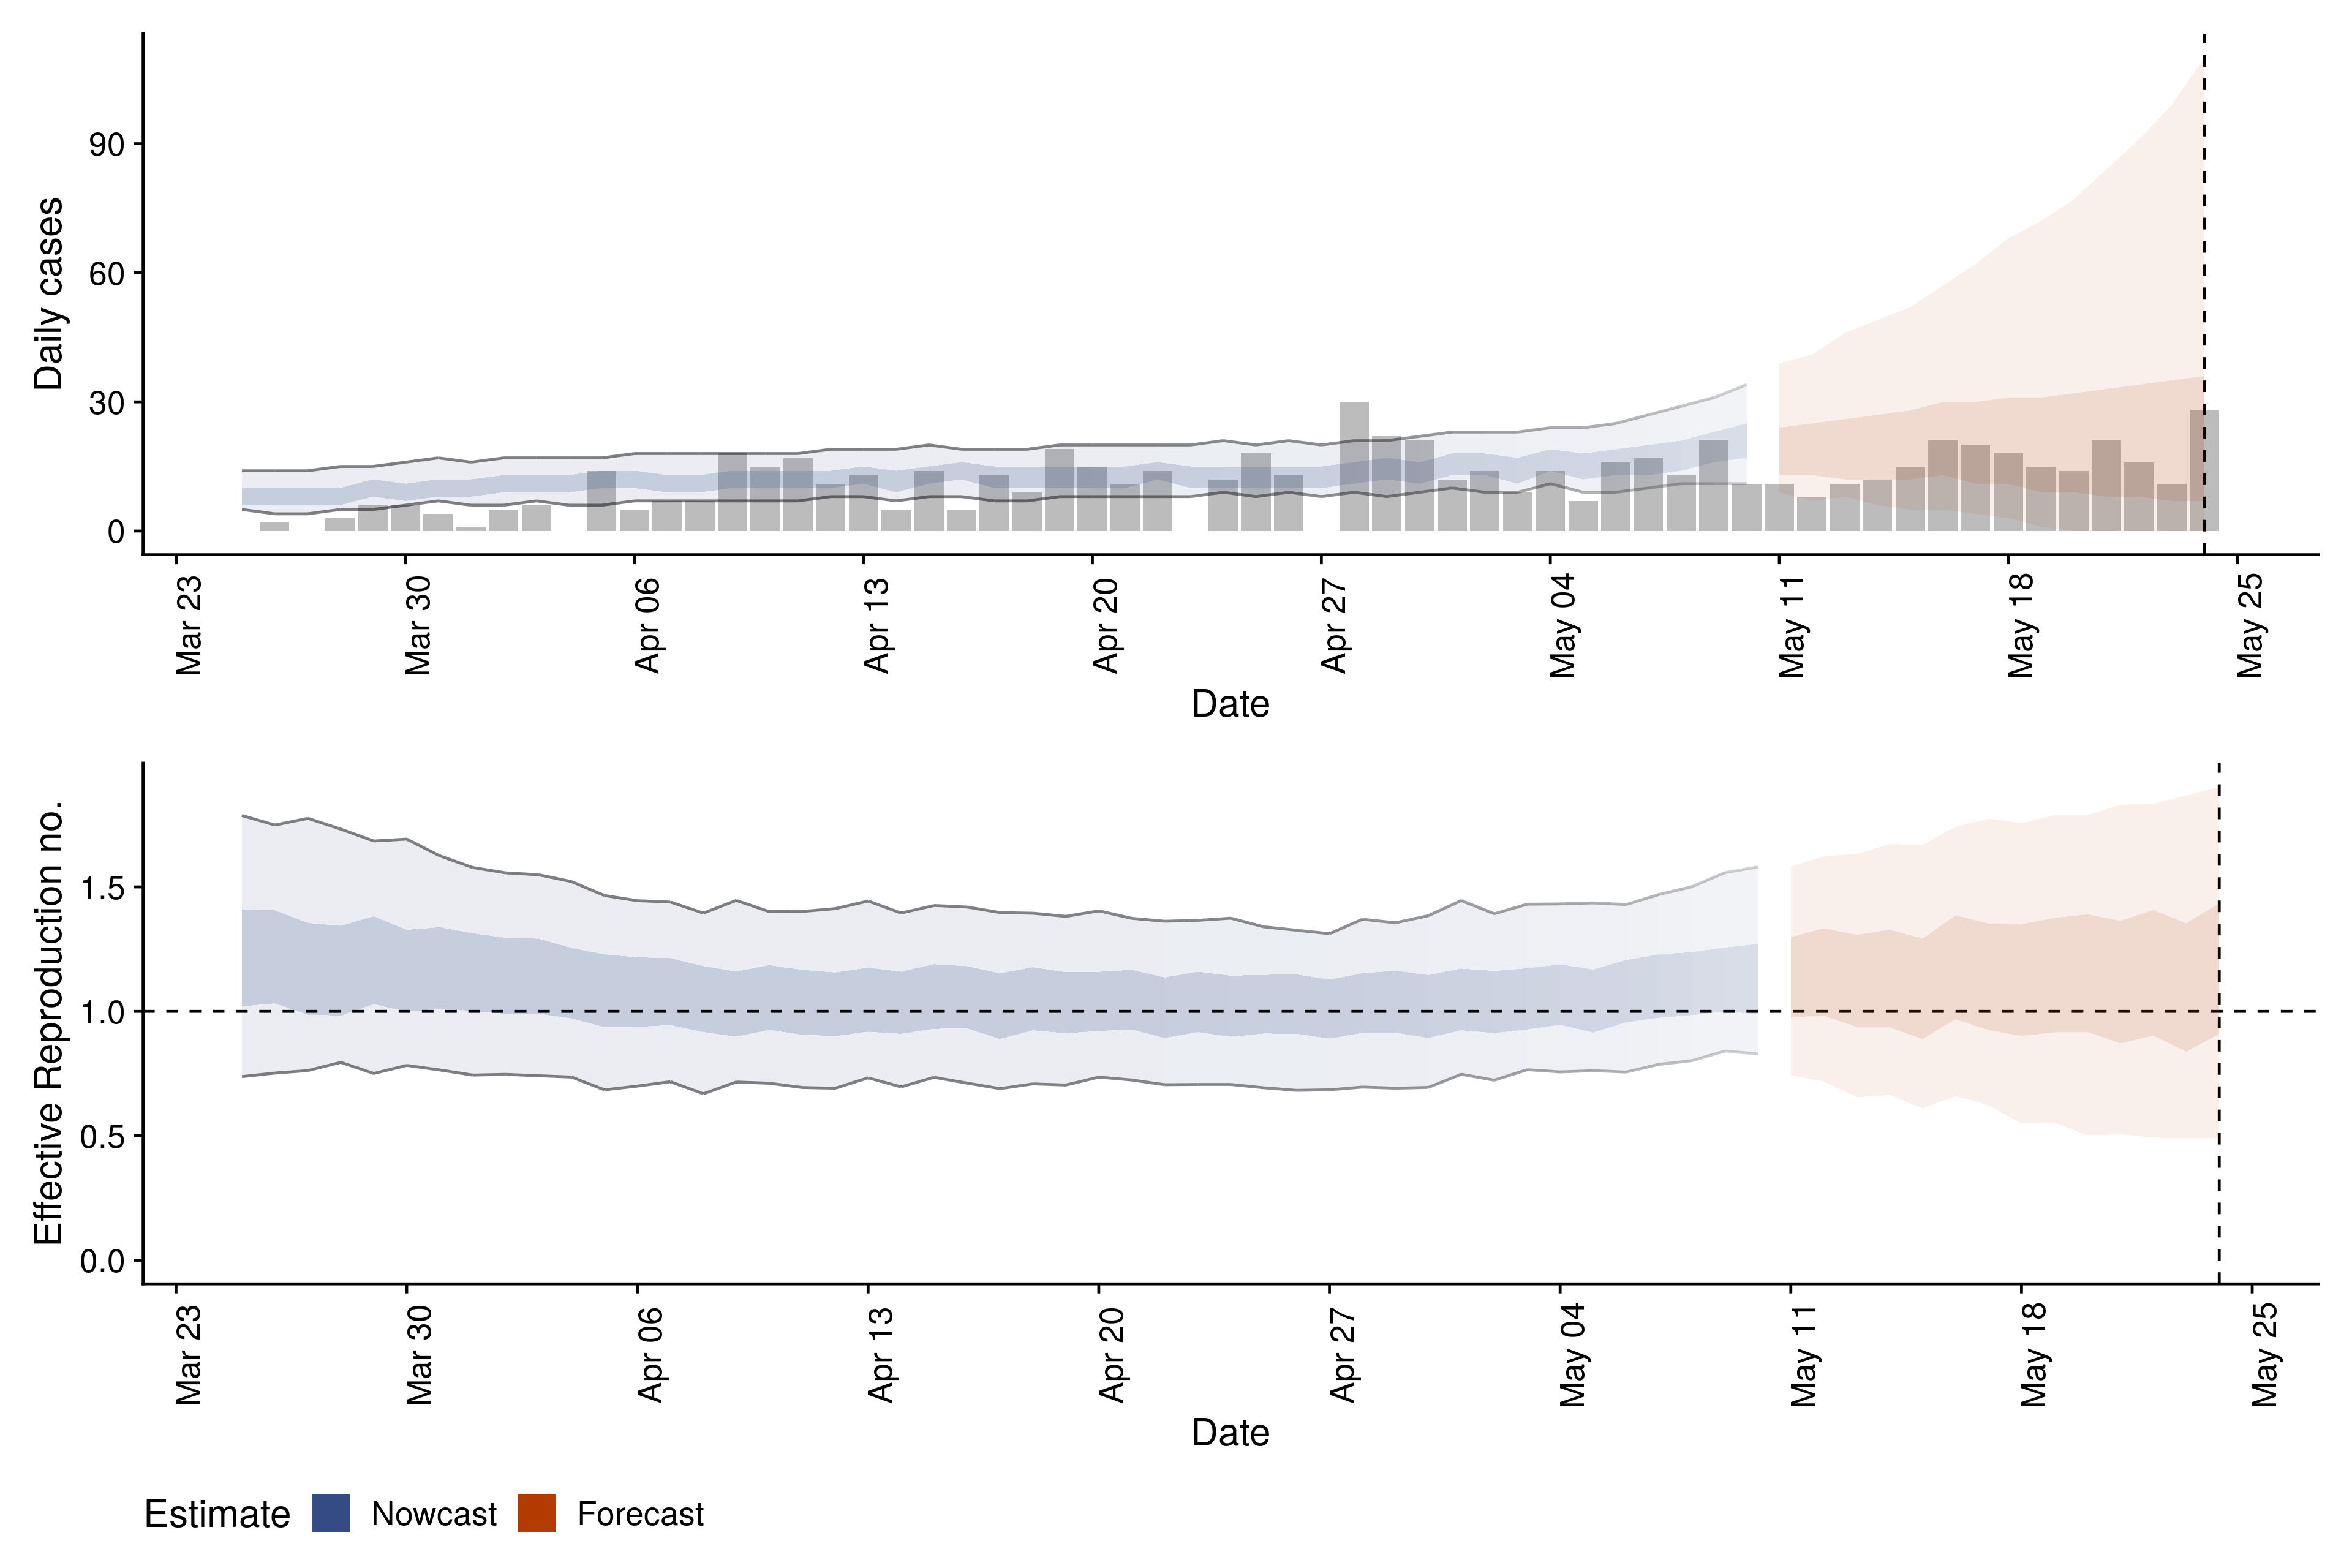 Daily cases
90
60
30
0
Mar 23
Mar 30
Apr 06
Apr 13
Apr 20
Apr 27
May 04
May 11
May 18
May 25
Date
Effective Reproduction no.
1.5
1.0
0.5
0.0
Mar 23
Mar 30
Apr 06
Apr 13
Apr 20
Apr 27
May 04
May 11
May 18
May 25
Date
Estimate Nowcast Forecast